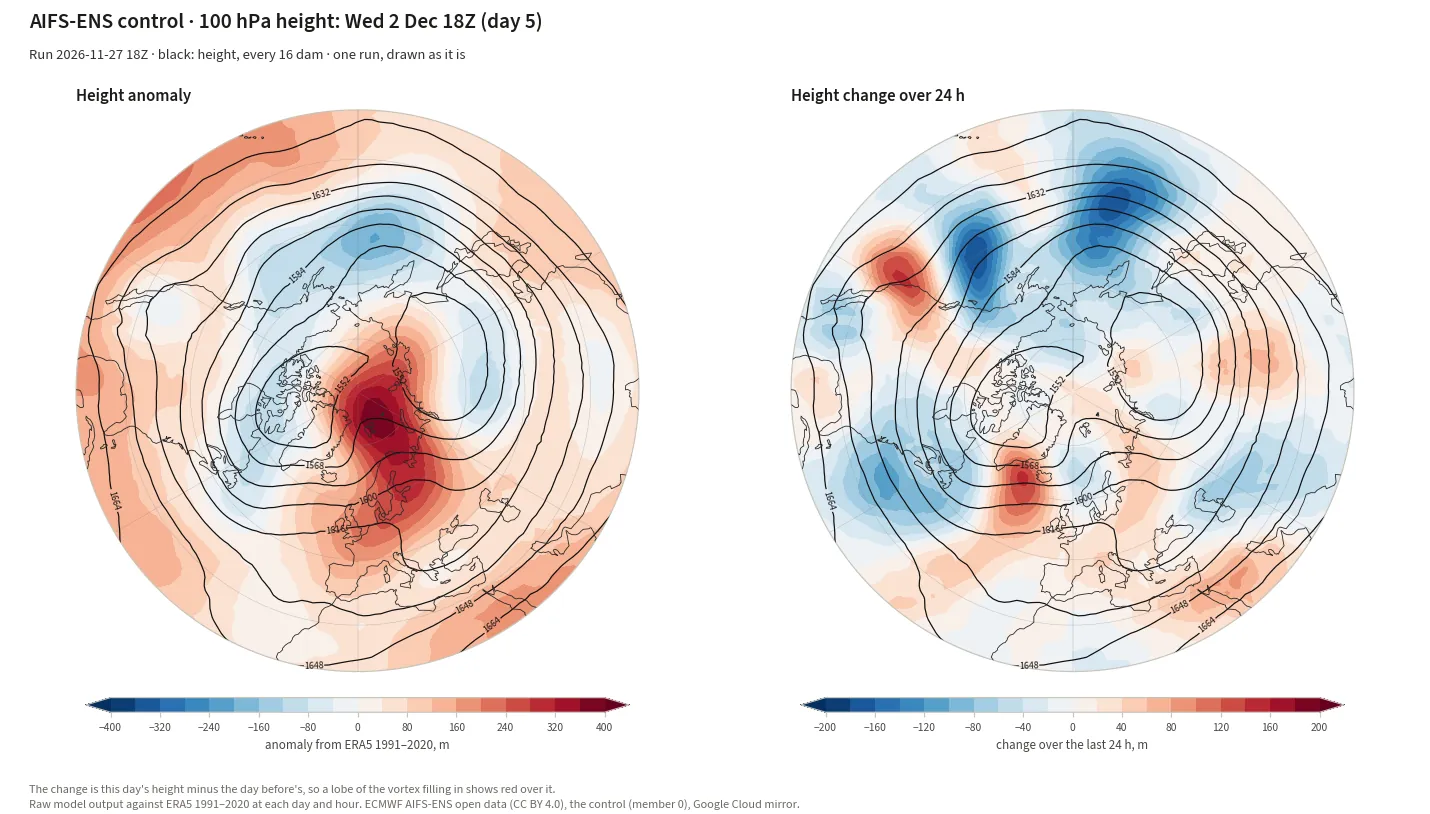 AIFS-ENS control · 100 hPa height: Wed 2 Dec 18Z (day 5)
Run 2026-11-27 18Z · black: height, every 16 dam · one run, drawn as it is
Height anomaly
Height change over 24 h
1632
1584
1552
1568
1600
1616
1664
1648
1664
1648
1632
1584
1552
1568
1600
1616
1664
1648
1664
1648
−400 −320 −240 −160 −80 0 80 160 240 320 400
anomaly from ERA5 1991–2020, m
−200 −160 −120 −80 −40 0 40 80 120 160 200
change over the last 24 h, m
The change is this day's height minus the day before's, so a lobe of the vortex filling in shows red over it.
Raw model output against ERA5 1991–2020 at each day and hour. ECMWF AIFS-ENS open data (CC BY 4.0), the control (member 0), Google Cloud mirror.